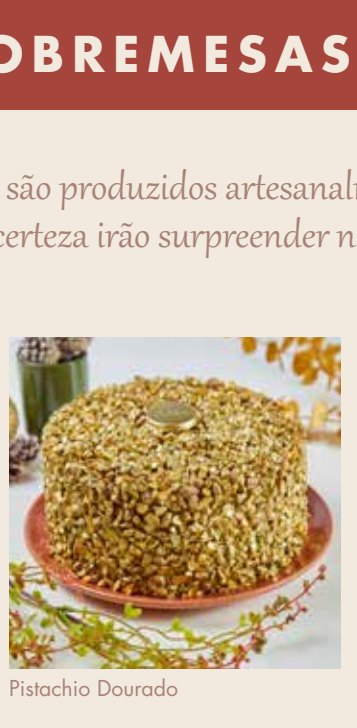 OBREMESAS
são produzidos artesanal
certeza irão surpreender n
Pistachio Dourado